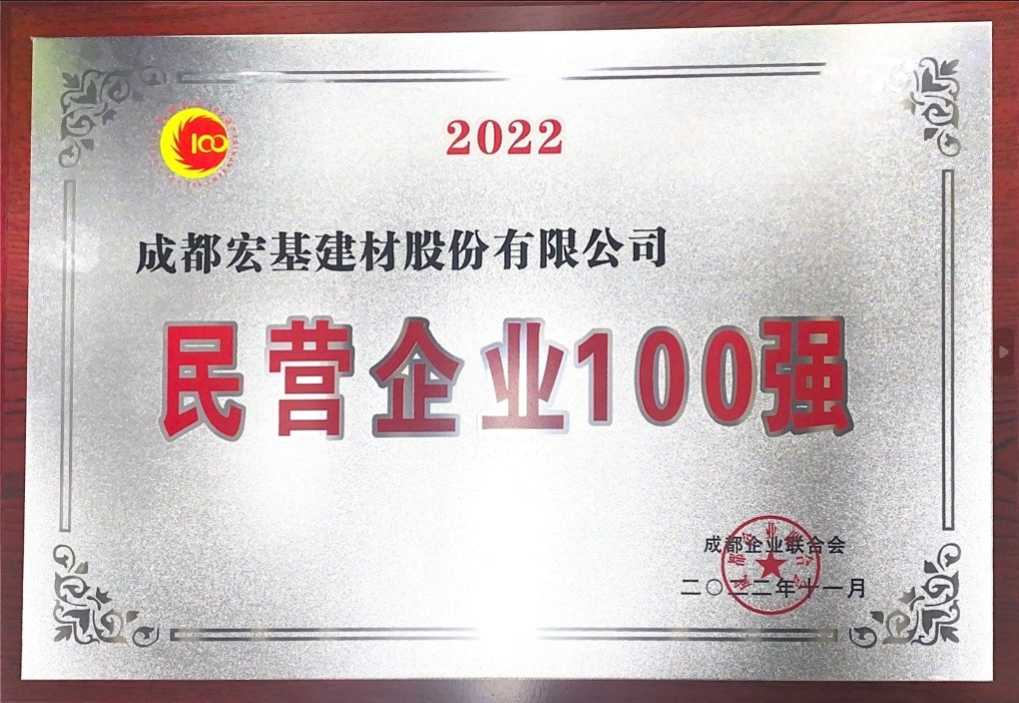 100
2022
成都宏基建材股份有限公司
民营企业100强
成都企业联合会
二〇二二年十一月